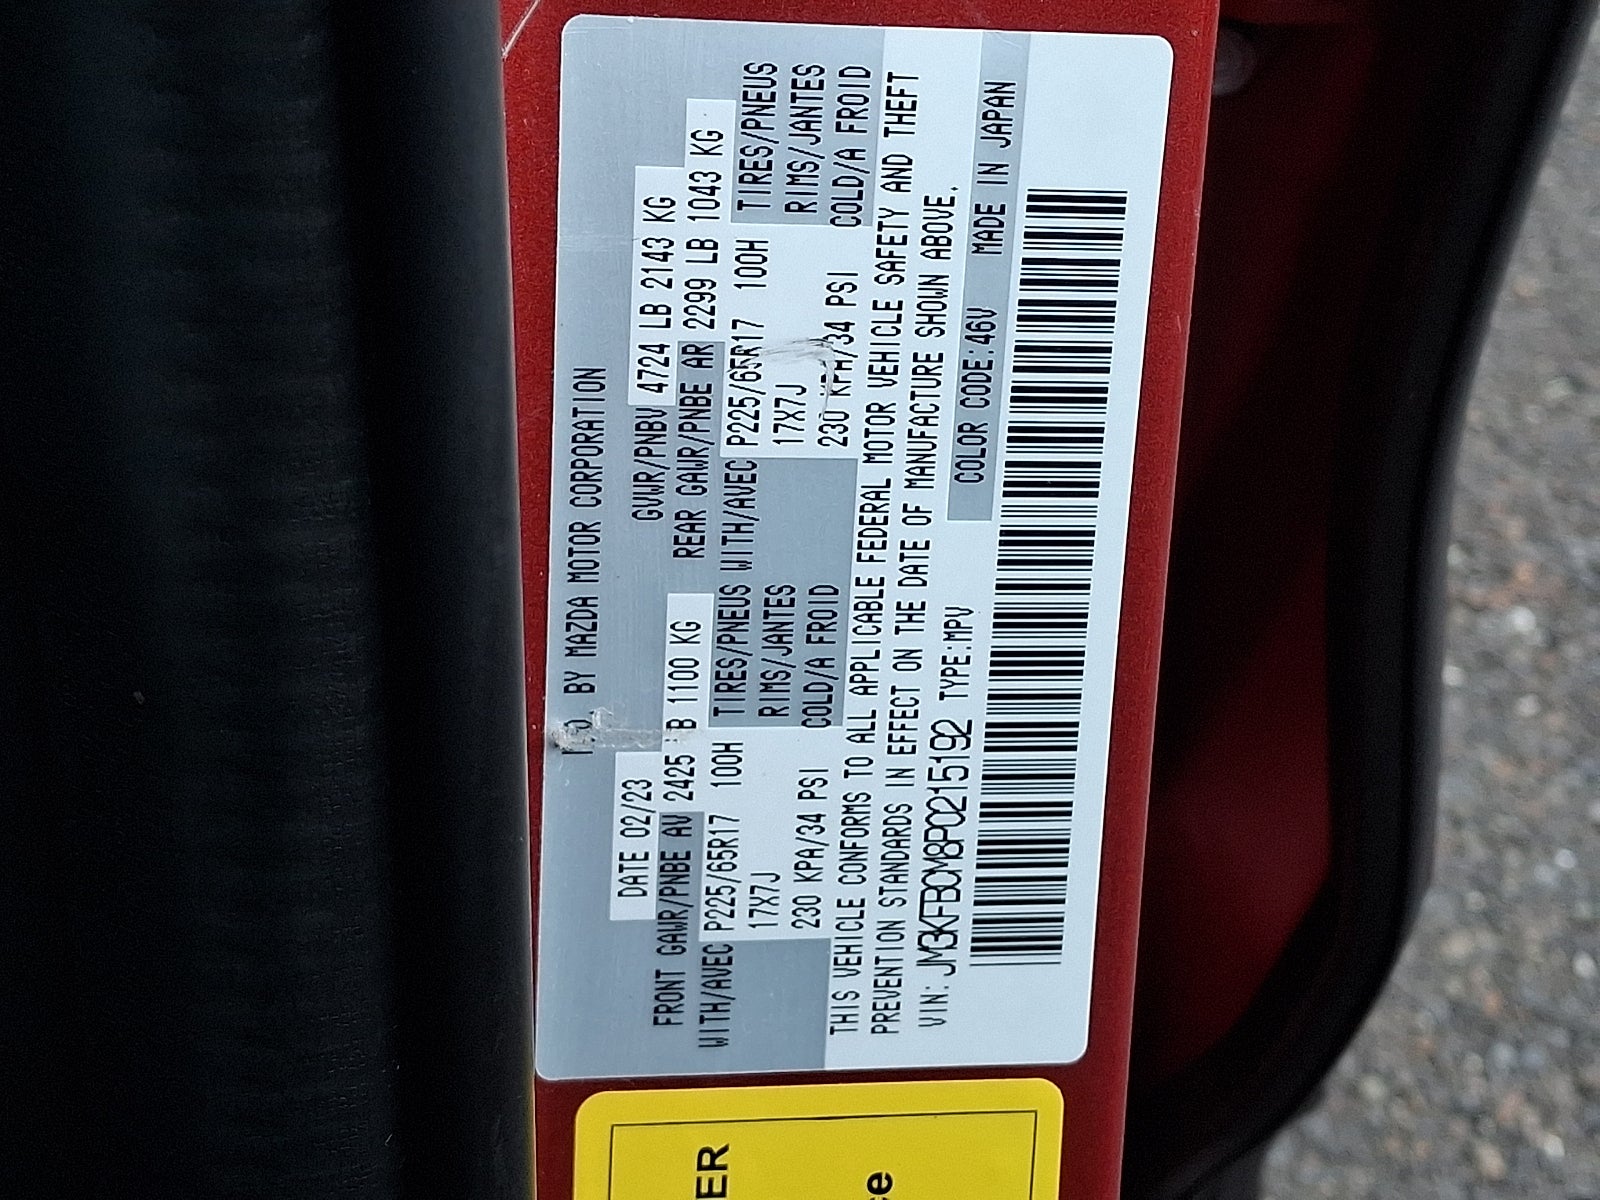 BY MAZDA MOTOR CORPORATION
DATE 02/23
GVWR/PNBV 4724 LB 2143 KG
FRONT GAWR/PNBE AV 2425 LB 1100 KG
REAR GAWR/PNBE AR 2299 LB 1043 KG
WITH/AVEC P225/65R17 100H TIRES/PNEUS
WITH/AVEC P225/65R17 100H TIRES/PNEUS
17X7J RIMS/JANTES
17X7J RIMS/JANTES
230 KPA/34 PSI COLD/A FROID
230 KPA/34 PSI COLD/A FROID
THIS VEHICLE CONFORMS TO ALL APPLICABLE FEDERAL MOTOR VEHICLE SAFETY AND THEFT
PREVENTION STANDARDS IN EFFECT ON THE DATE OF MANUFACTURE SHOWN ABOVE.
VIN: JM3KFBCM8P0215192 TYPE:MPV
COLOR CODE:46V MADE IN JAPAN